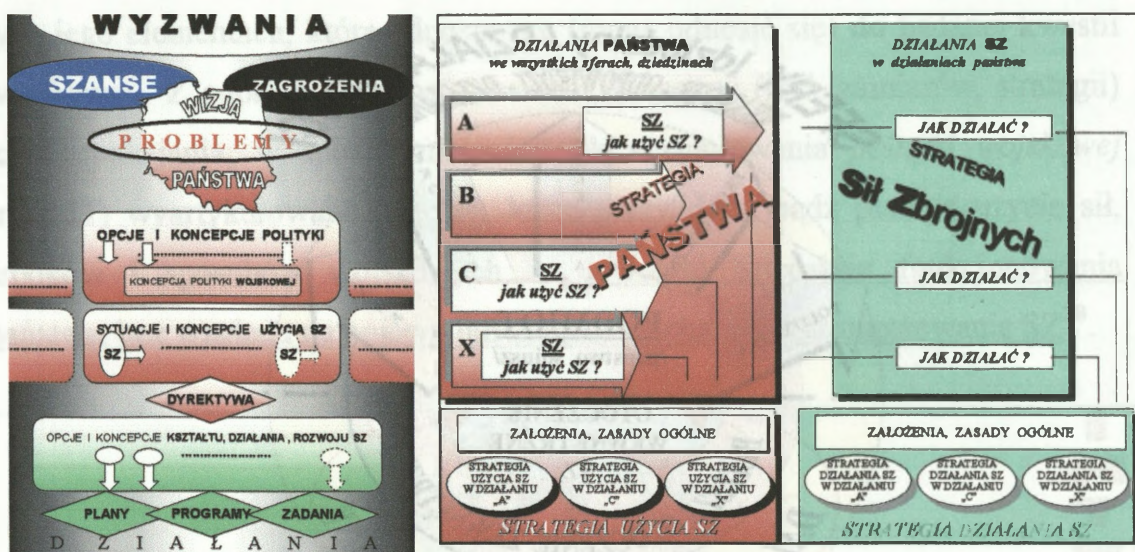 WYZWANIA
SZANSE
ZAGROŻENIA
WIZJA
PROBLEMY
PAŃSTWA
OPCJE I KONCEPCJE POLITYKI
KONCEPCJA POLITYKI WOJSKOWEJ
SYTUACJE I KONCEPCJE UŻYCIA SZ
SZ
SZ
DYREKTYWA
OPCJE I KONCEPCJE KSZTAŁTU, DZIAŁANIA, ROZWOJU SZ
PLANY
PROGRAMY
ZADANIA
DZIAŁANIA
DZIAŁANIA PAŃSTWA
we wszystkich sferach, dziedzinach
A
SZ
jak użyć SZ ?
B
STRATEGIA
PAŃSTWA
C
SZ
jak użyć SZ ?
X
SZ
jak użyć SZ ?
ZAŁOŻENIA, ZASADY OGÓLNE
STRATEGIA
UŻYCIA SZ
W DZIAŁANIU
„A”
STRATEGIA
UŻYCIA SZ
W DZIAŁANIU
„C”
STRATEGIA
UŻYCIA SZ
W DZIAŁANIU
„X”
STRATEGIA UŻYCIA SZ
DZIAŁANIA SZ
w działaniach państwa
JAK DZIAŁAĆ ?
STRATEGIA
Sił Zbrojnych
JAK DZIAŁAĆ ?
JAK DZIAŁAĆ ?
ZAŁOŻENIA, ZASADY OGÓLNE
STRATEGIA
DZIAŁANIA SZ
W DZIAŁANIU
„A”
STRATEGIA
DZIAŁANIA SZ
W DZIAŁANIU
„C”
STRATEGIA
DZIAŁANIA SZ
W DZIAŁANIU
„X”
STRATEGIA DZIAŁANIA SZ